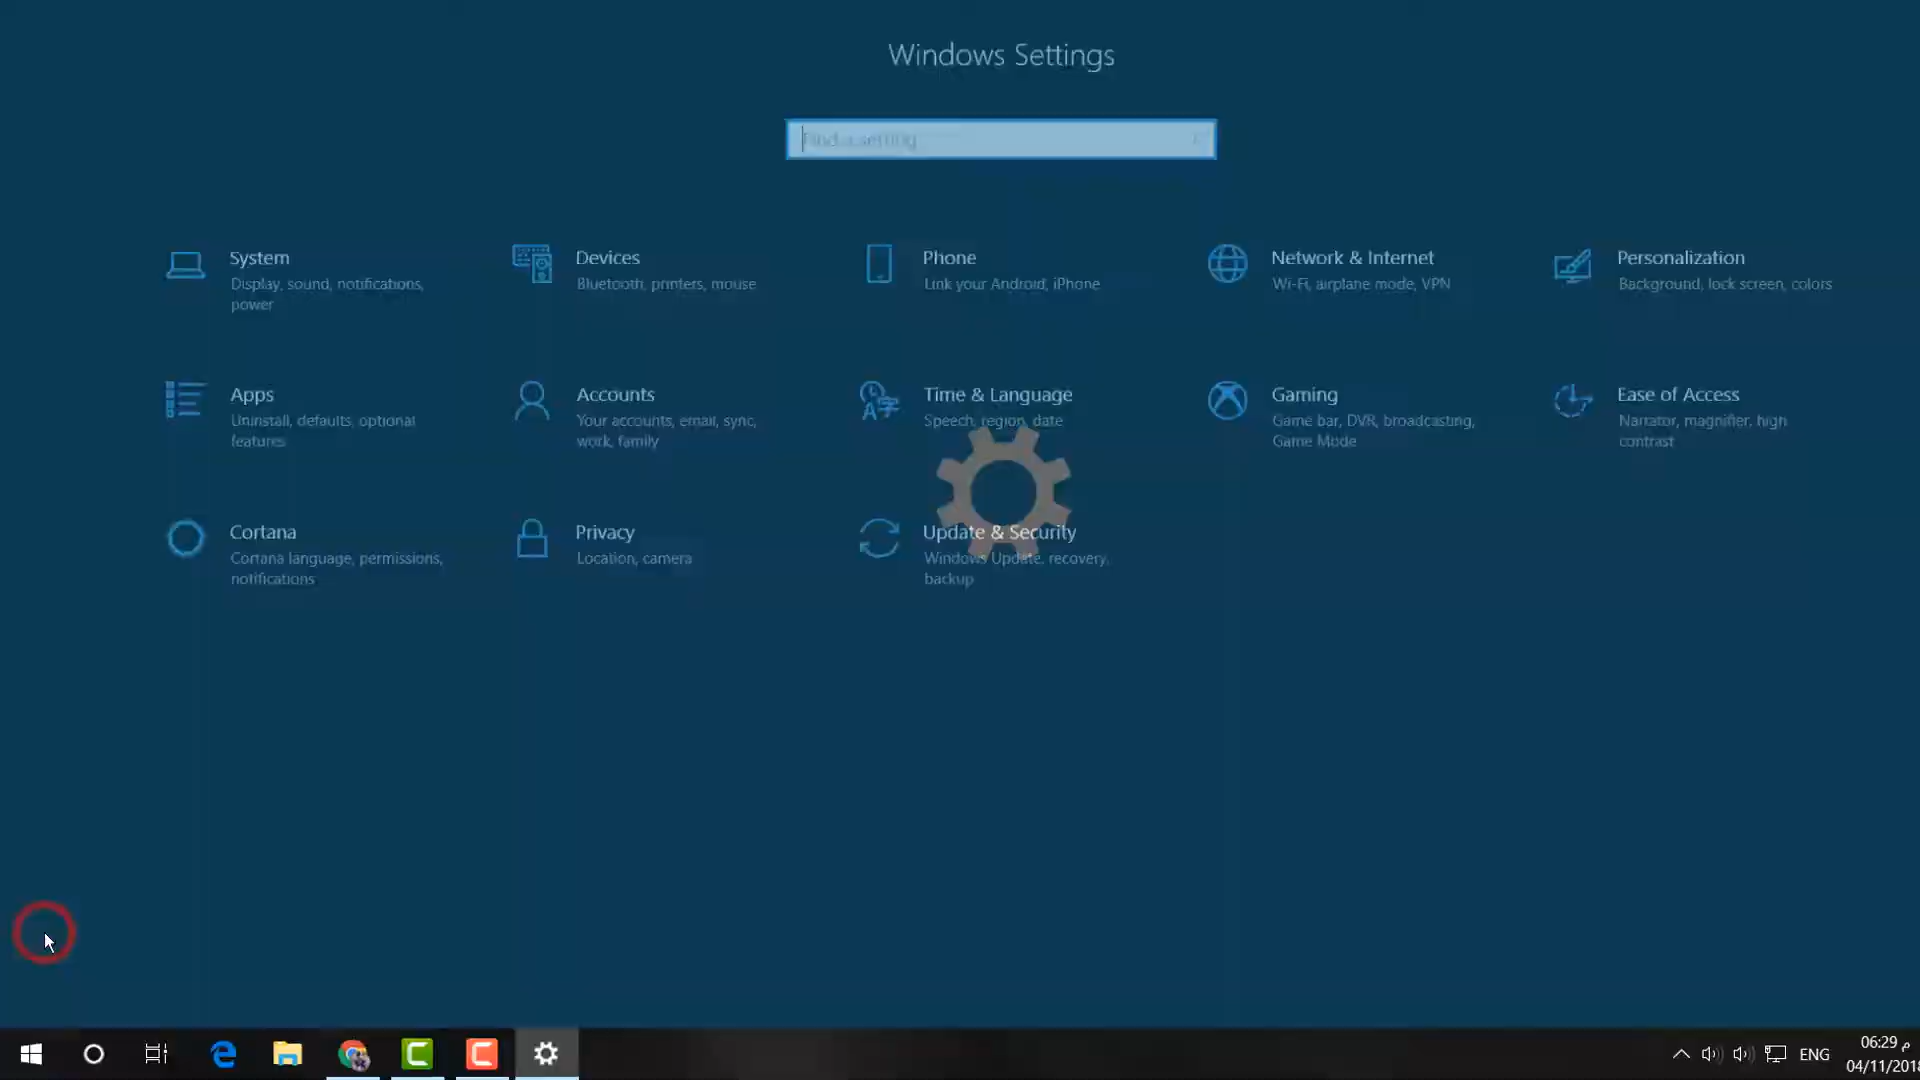 Windows Settings
Find a setting
System
Display, sound, notifications,
power
Devices
Bluetooth, printers, mouse
Phone
Link your Android, iPhone
Network & Internet
Wi-Fi, airplane mode, VPN
Personalization
Background, lock screen, colors
Apps
Uninstall, defaults, optional
features
Accounts
Your accounts, email, sync,
work, family
Time & Language
Speech, region, date
Gaming
Game bar, DVR, broadcasting,
Game Mode
Ease of Access
Narrator, magnifier, high
contrast
Cortana
Cortana language, permissions,
notifications
Privacy
Location, camera
Update & Security
Windows Update, recovery,
backup
ENG
06:29 م
04/11/2018